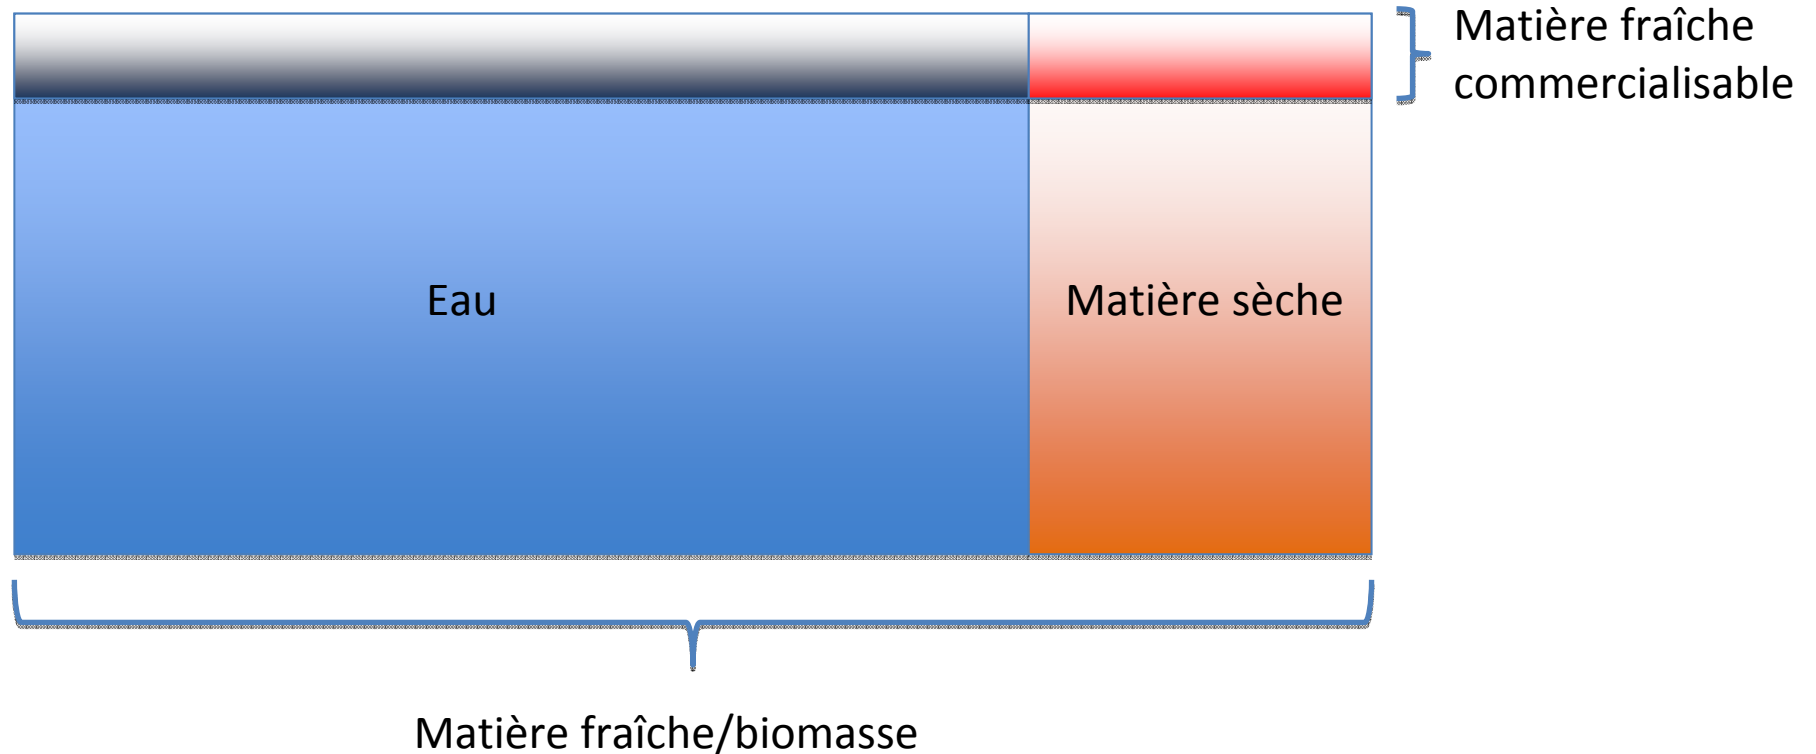 Matière fraîche
commercialisable
Eau
Matière sèche
Matière fraîche/biomasse